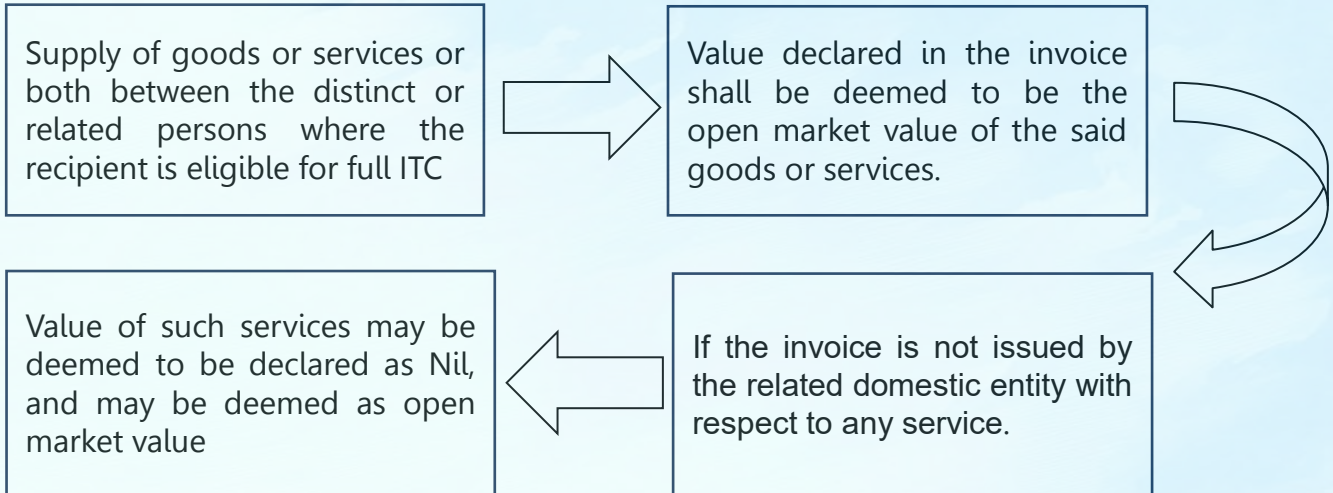 Supply of goods or services or
both between the distinct or
related persons where the
recipient is eligible for full ITC
Value declared in the invoice
shall be deemed to be the
open market value of the said
goods or services.
If the invoice is not issued by
the related domestic entity with
respect to any service.
Value of such services may be
deemed to be declared as Nil,
and may be deemed as open
market value